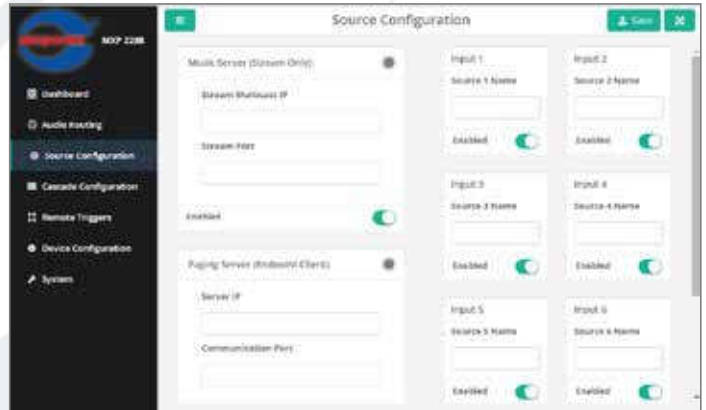 MXP 2288
Dashboard
Audio Routing
Source Configuration
Cascade Configuration
Remote Triggers
Device Configuration
System
Source Configuration
Save
Music Server (Stream Only)
Stream Multicast IP
Stream Port
Enabled
Paging Server (Endpoint Client)
Server IP
Communication Port
Input 1
Source 1 Name
Enabled
Input 2
Source 2 Name
Enabled
Input 3
Source 3 Name
Enabled
Input 4
Source 4 Name
Enabled
Input 5
Source 5 Name
Enabled
Input 6
Source 6 Name
Enabled